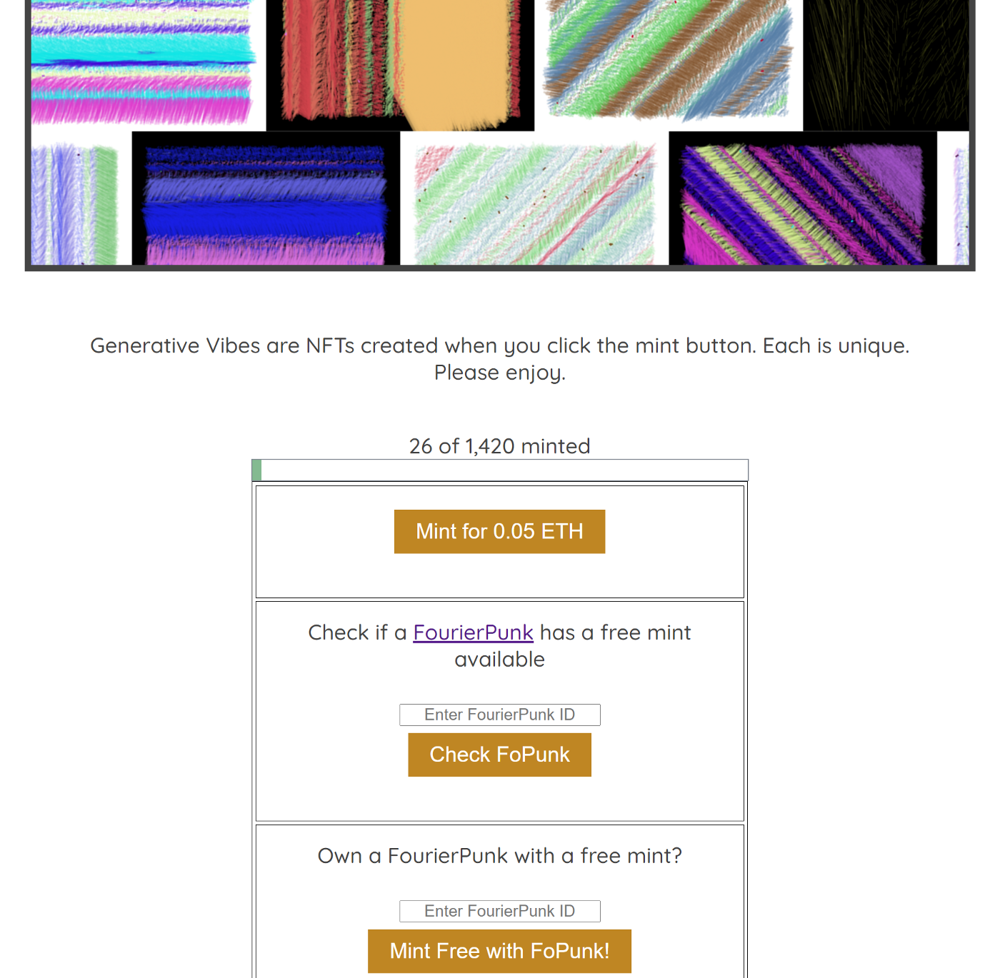 Generative Vibes are NFTs created when you click the mint button. Each is unique.
Please enjoy.
26 of 1,420 minted
Mint for 0.05 ETH
Check if a FourierPunk has a free mint
available
Enter FourierPunk ID
Check FoPunk
Own a FourierPunk with a free mint?
Enter FourierPunk ID
Mint Free with FoPunk!